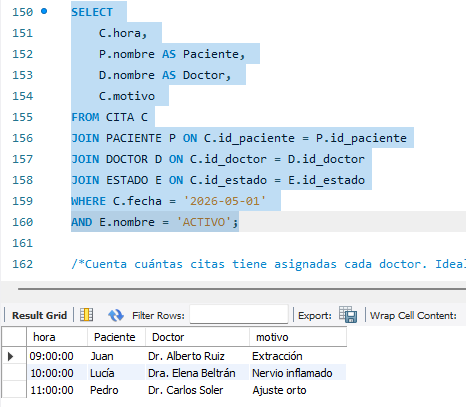 150 SELECT
151 C.hora,
152 P.nombre AS Paciente,
153 D.nombre AS Doctor,
154 C.motivo
155 FROM CITA C
156 JOIN PACIENTE P ON C.id_paciente = P.id_paciente
157 JOIN DOCTOR D ON C.id_doctor = D.id_doctor
158 JOIN ESTADO E ON C.id_estado = E.id_estado
159 WHERE C.fecha = '2026-05-01'
160 AND E.nombre = 'ACTIVO';
161
162 /*Cuenta cuántas citas tiene asignadas cada doctor. Ideal
Result Grid Filter Rules: Export: Wrap Cell Content:
hora Paciente Doctor motivo
09:00:00 Juan Dr. Alberto Ruiz Extracción
10:00:00 Lucía Dra. Elena Beltrán Nervio inflamado
11:00:00 Pedro Dr. Carlos Soler Ajuste orto